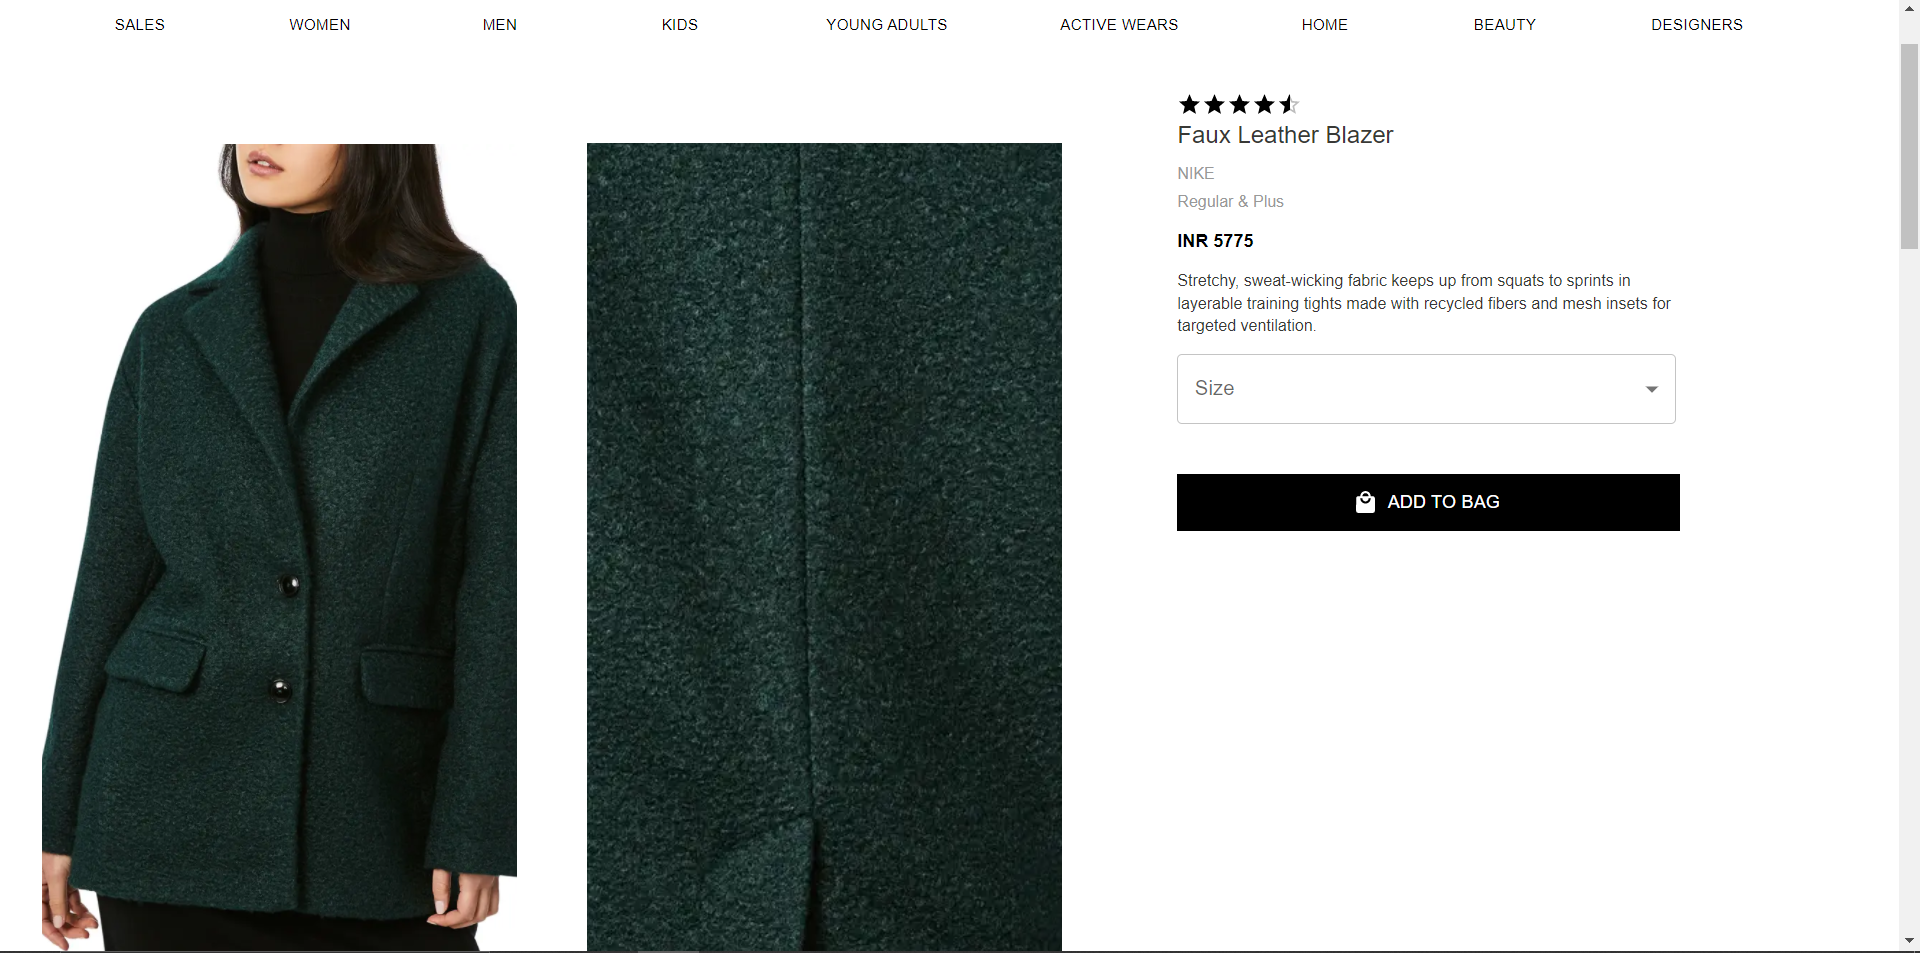 SALES WOMEN MEN KIDS YOUNG ADULTS ACTIVE WEARS HOME BEAUTY DESIGNERS
Faux Leather Blazer
NIKE
Regular & Plus
INR 5775
Stretchy, sweat-wicking fabric keeps up from squats to sprints in
layerable training tights made with recycled fibers and mesh insets for
targeted ventilation.
Size
ADD TO BAG